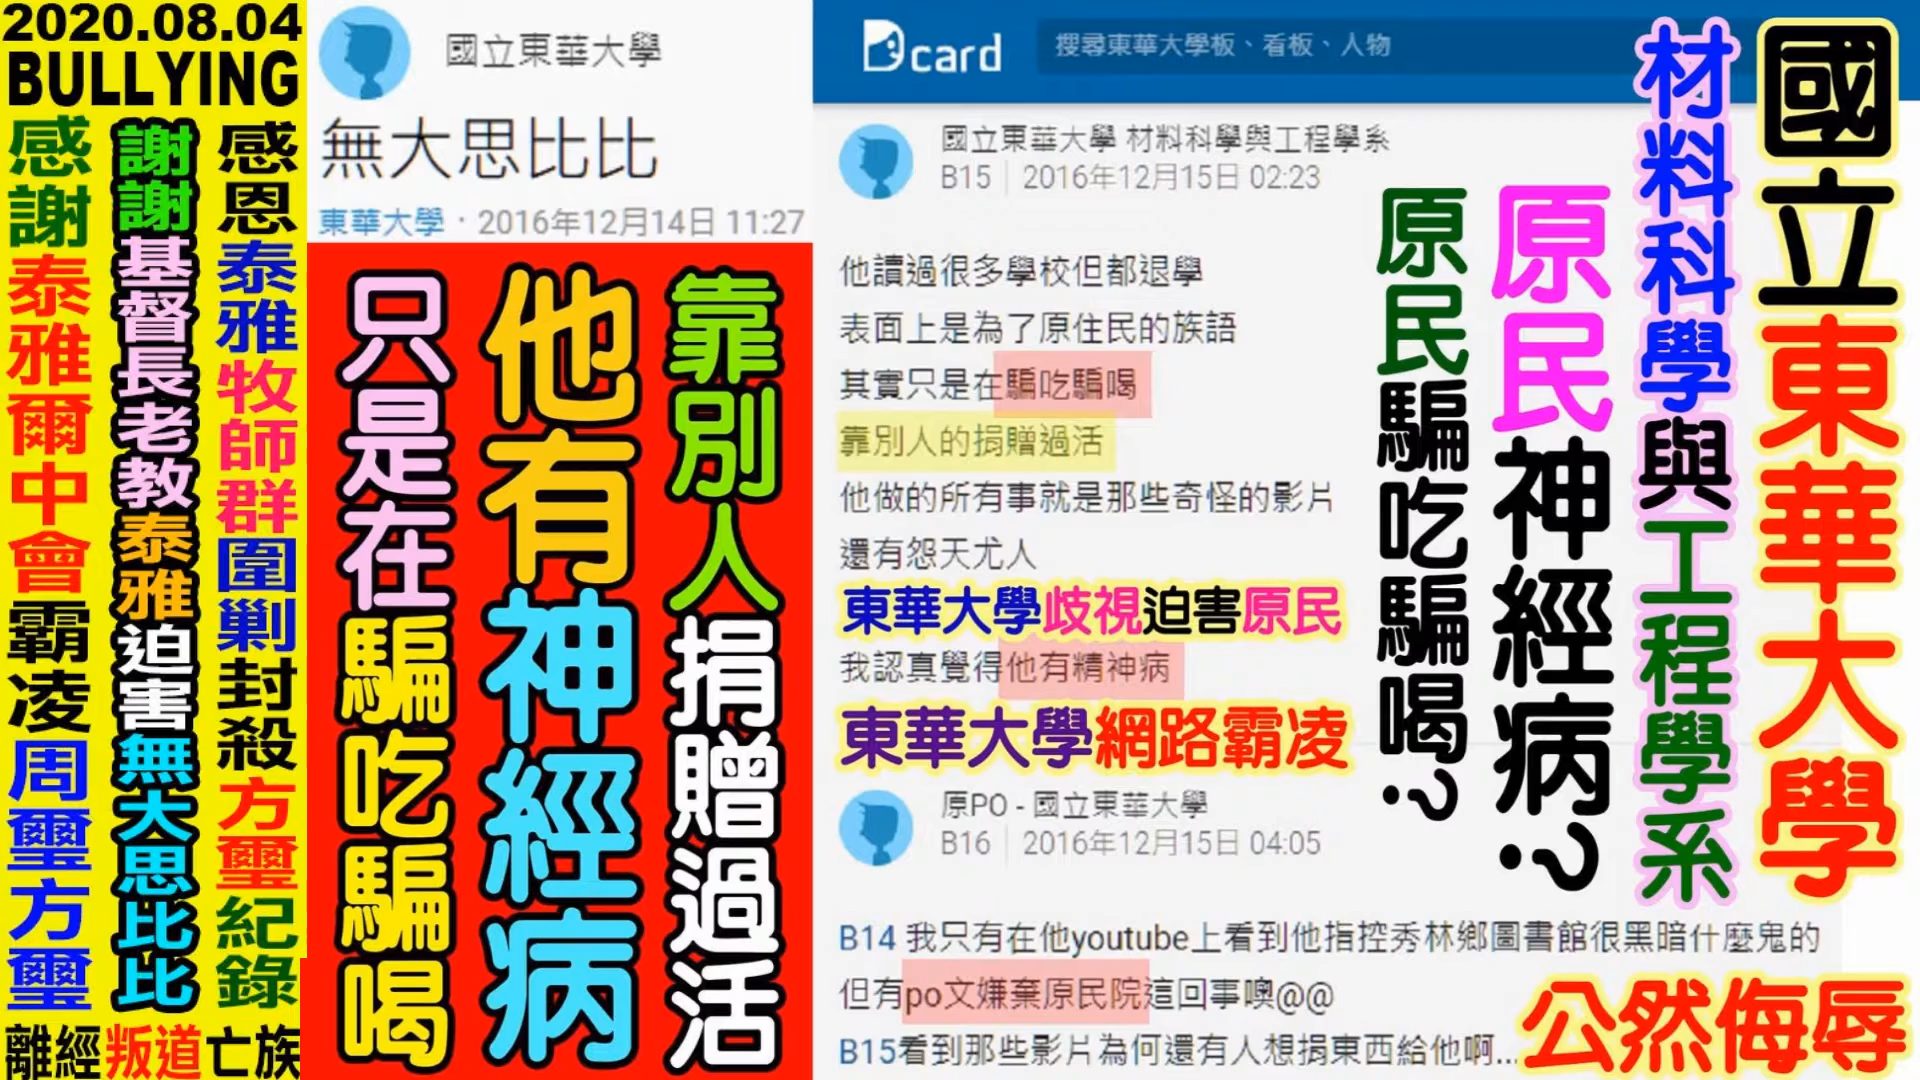 2020.08.04
BULLYING
感謝泰雅爾中會霸凌周璽方璽
謝謝基督長老教泰雅迫害無大思比比
感恩泰雅牧師群圍剿封殺方璽紀錄
離經叛道亡族
國立東華大學
無大思比比
東華大學・2016年12月14日 11:27
只是在騙吃騙喝
他有神經病
靠別人捐贈過活
Dcard
搜尋東華大學板、看板、人物
國立東華大學 材料科學與工程學系
B15 | 2016年12月15日 02:23
他讀過很多學校但都退學
表面上是為了原住民的族語
其實只是在騙吃騙喝
靠別人的捐贈過活
他做的所有事就是那些奇怪的影片
還有怨天尤人
東華大學歧視迫害原民
我認真覺得他有精神病
東華大學網路霸凌
原PO - 國立東華大學
B16 | 2016年12月15日 04:05
B14 我只有在他youtube上看到他指控秀林鄉圖書館很黑暗什麼鬼的
但有po文嫌棄原民院這回事噢@@
B15看到那些影片為何還有人想捐東西給他啊...
原民騙吃騙喝?
原民神經病?
材料科學與工程學系
國立東華大學
公然侮辱